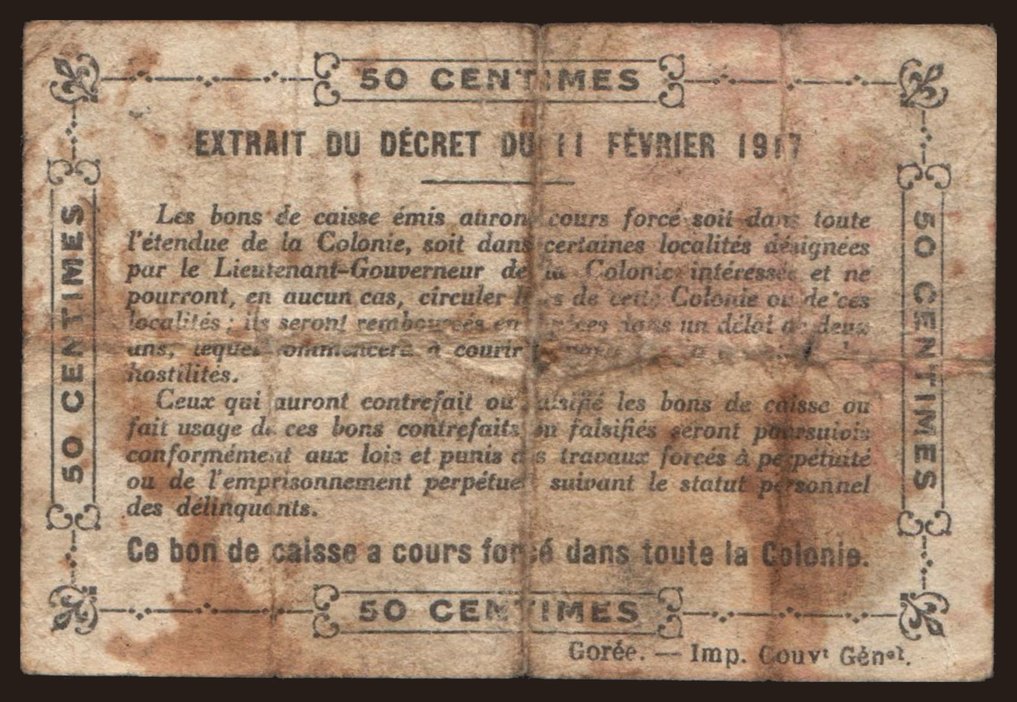 50 CENTIMES
EXTRAIT DU DÉCRET DU 11 FÉVRIER 1917
Les bons de caisse émis auron cours forcé soit dans toute
l'étendue de la Colonie, soit dans certaines localités désignées
par le Lieutenant-Gouverneur de la Colonie intéressée et ne
pourront, en aucun cas, circuler hors de cette Colonie ou de ces
localités ; ils seront remboursés en dans un délai de deux
ans, lequel commencera à courir
hostilités.
Ceux qui auront contrefait ou falsifié les bons de caisse ou
fait usage de ces bons contrefaits ou falsifiés seront poursuivis
conformément aux lois et punis des travaux forcés à perpétuité
ou de l'emprisonnement perpétuel suivant le statut personnel
des délinquants.
Ce bon de caisse a cours forcé dans toute la Colonie.
50 CENTIMES
50 CENTIMES
50 CENTIMES
Gorée. — Imp. Gouvt Génal.